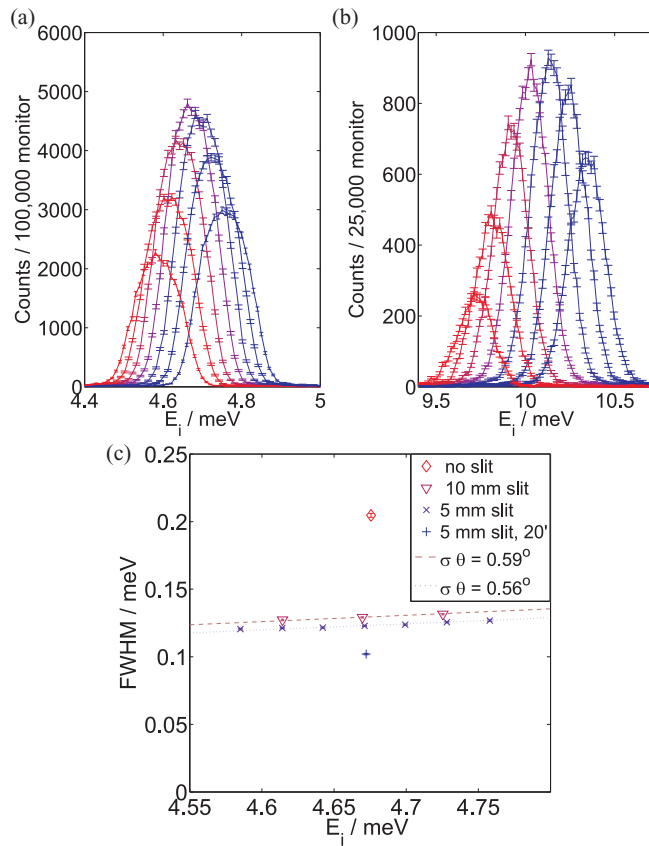 (a)
6000
5000
4000
3000
2000
1000
0
Counts / 100,000 monitor
4.4
4.6
4.8
5
E_i / meV
(b)
1000
800
600
400
200
0
Counts / 25,000 monitor
9.5
10
10.5
E_i / meV
(c)
0.25
0.2
0.15
0.1
0.05
0
FWHM / meV
no slit
10 mm slit
5 mm slit
5 mm slit, 20'
σ θ = 0.59°
σ θ = 0.56°
4.55
4.6
4.65
4.7
4.75
E_i / meV